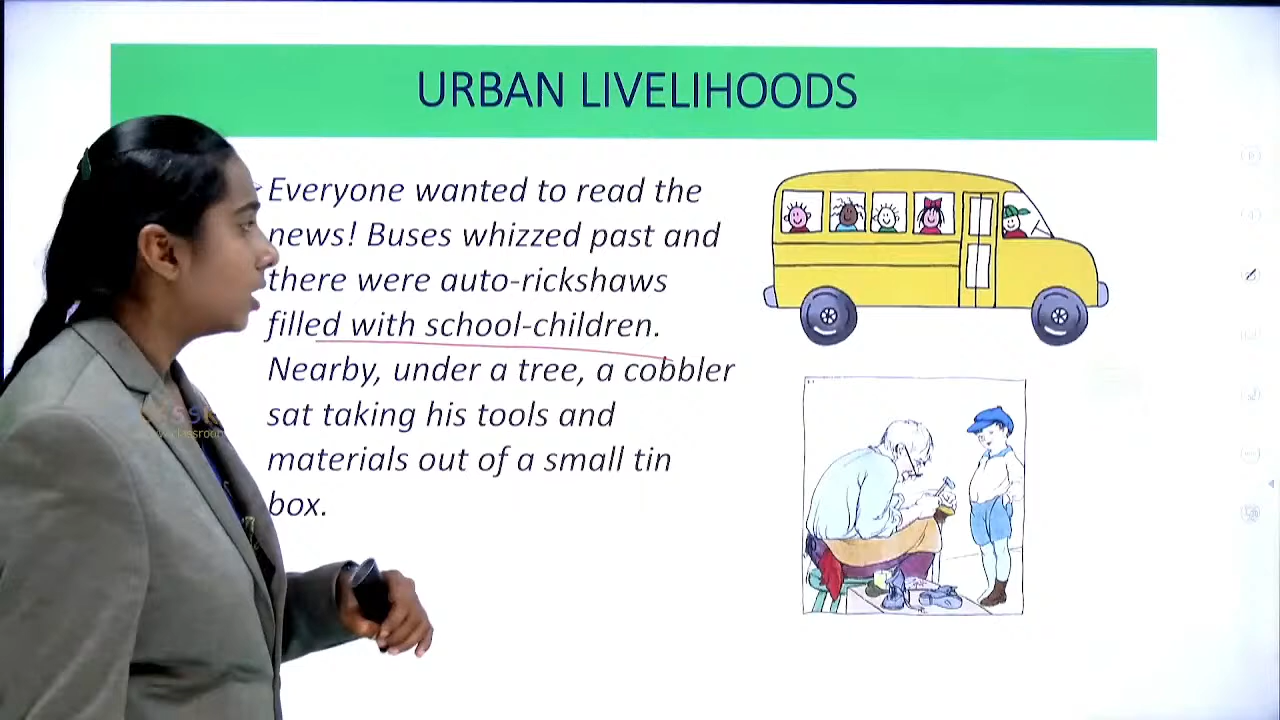 URBAN LIVELIHOODS
Everyone wanted to read the
news! Buses whizzed past and
there were auto-rickshaws
filled with school-children.
Nearby, under a tree, a cobbler
sat taking his tools and
materials out of a small tin
box.